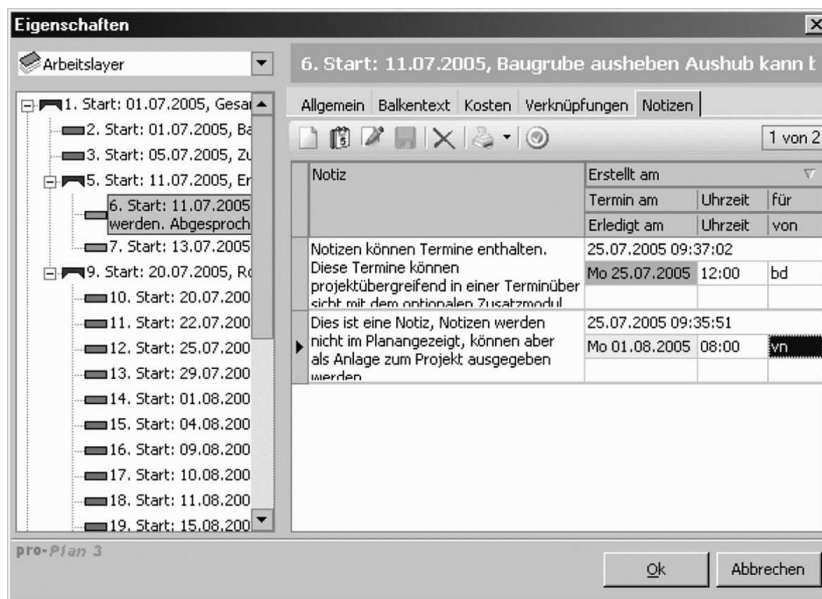 Eigenschaften
Arbeitslayer
6. Start: 11.07.2005, Baugrube ausheben Aushub kann b
1. Start: 01.07.2005, Gesar
2. Start: 01.07.2005, Ba
3. Start: 05.07.2005, Zu
5. Start: 11.07.2005, Er
6. Start: 11.07.2005
werden. Abgesproch
7. Start: 13.07.2005
9. Start: 20.07.2005, Ro
10. Start: 20.07.200
11. Start: 22.07.200
12. Start: 25.07.200
13. Start: 29.07.200
14. Start: 01.08.200
15. Start: 04.08.200
16. Start: 09.08.200
17. Start: 10.08.200
18. Start: 11.08.200
19. Start: 15.08.200
Allgemein Balkentext Kosten Verknüpfungen Notizen
5
1 von 2
Notiz Erstellt am
Termin am Uhrzeit für
Erledigt am Uhrzeit von
Notizen können Termine enthalten.
Diese Termine können
projektübergreifend in einer Terminüber
sicht mit dem optionalen Zusatzmodul
25.07.2005 09:37:02
Mo 25.07.2005 12:00 bd
Dies ist eine Notiz, Notizen werden
nicht im Planangezeigt, können aber
als Anlage zum Projekt ausgegeben
werden
25.07.2005 09:35:51
Mo 01.08.2005 08:00 vn
pro-Plan 3
Ok Abbrechen